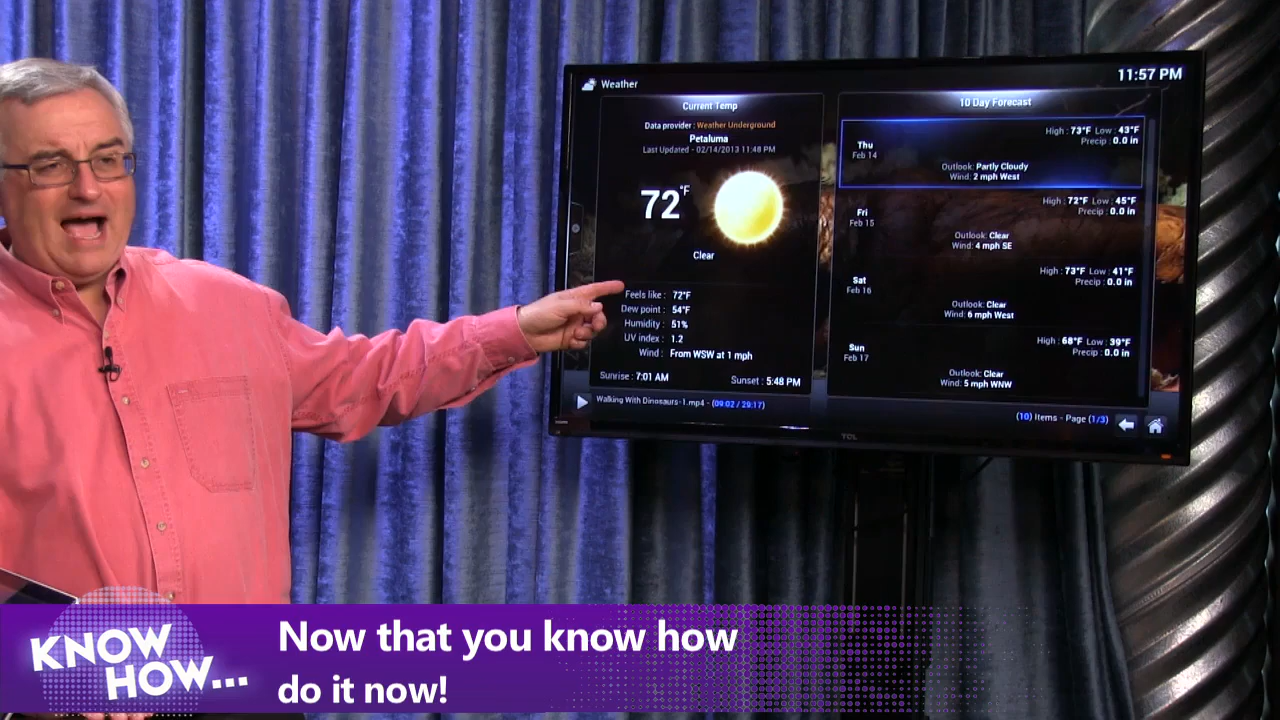 Weather
11:57 PM
Current Temp
Data provider : Weather Underground
Petaluma
Last Updated - 02/14/2013 11:48 PM
72°F
Clear
Feels like : 72°F
Dew point : 54°F
Humidity : 51%
UV index : 1.2
Wind : From WSW at 1 mph
Sunrise : 7:01 AM
Sunset : 5:48 PM
10 Day Forecast
Thu
Feb 14
High : 73°F Low : 43°F
Precip : 0.0 in
Outlook: Partly Cloudy
Wind: 2 mph West
Fri
Feb 15
High : 72°F Low : 45°F
Precip : 0.0 in
Outlook: Clear
Wind: 4 mph SE
Sat
Feb 16
High : 73°F Low : 41°F
Precip : 0.0 in
Outlook: Clear
Wind: 6 mph West
Sun
Feb 17
High : 68°F Low : 39°F
Precip : 0.0 in
Outlook: Clear
Wind: 5 mph WNW
Walking With Dinosaurs-1.mp4 - (09:02 / 29:17)
(10) Items - Page (1/3)
TCL
KNOW
HOW...
Now that you know how
do it now!